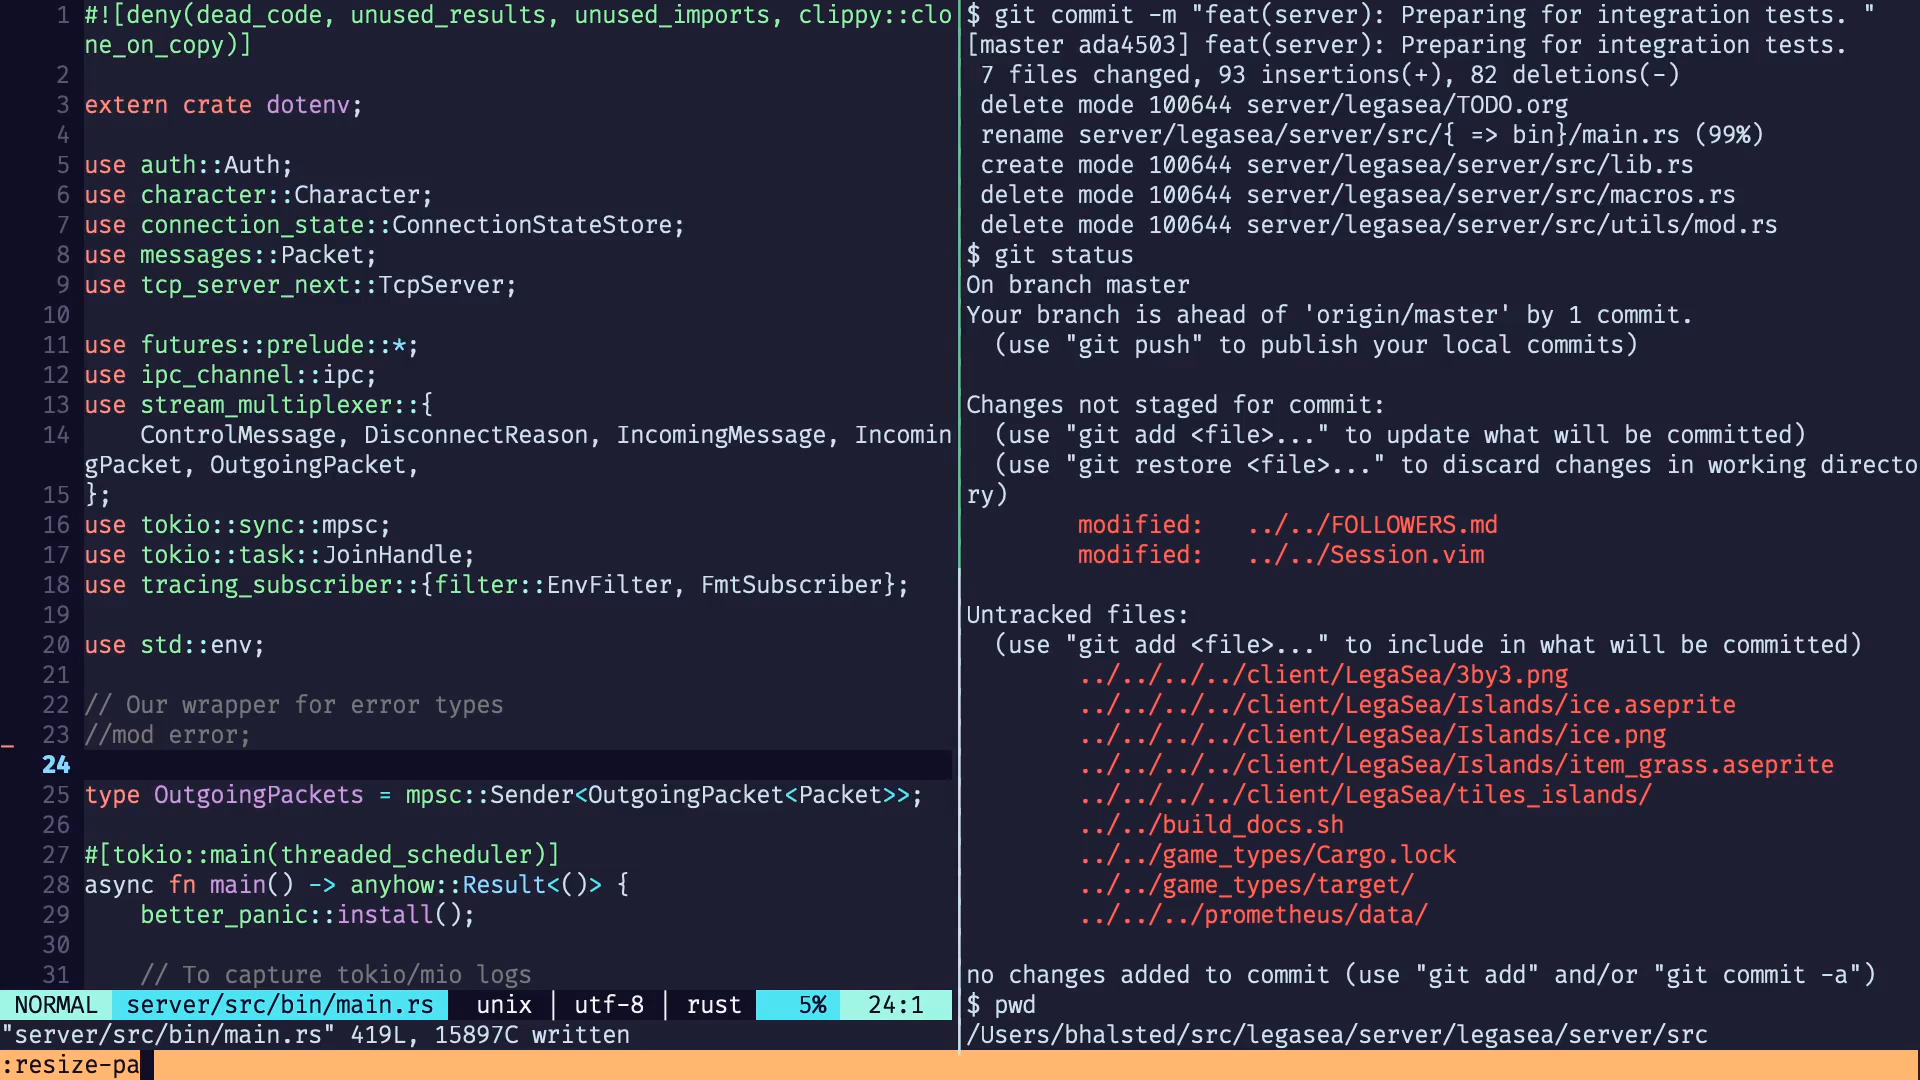 1 #![deny(dead_code, unused_results, unused_imports, clippy::clo
ne_on_copy)]
2
3 extern crate dotenv;
4
5 use auth::Auth;
6 use character::Character;
7 use connection_state::ConnectionStateStore;
8 use messages::Packet;
9 use tcp_server_next::TcpServer;
10
11 use futures::prelude::*;
12 use ipc_channel::ipc;
13 use stream_multiplexer::{
14     ControlMessage, DisconnectReason, IncomingMessage, Incomin
gPacket, OutgoingPacket,
15 };
16 use tokio::sync::mpsc;
17 use tokio::task::JoinHandle;
18 use tracing_subscriber::{filter::EnvFilter, FmtSubscriber};
19
20 use std::env;
21
22 // Our wrapper for error types
23 //mod error;
24
25 type OutgoingPackets = mpsc::Sender<OutgoingPacket<Packet>>;
26
27 #[tokio::main(threaded_scheduler)]
28 async fn main() -> anyhow::Result<()> {
29     better_panic::install();
30
31     // To capture tokio/mio logs
NORMAL server/src/bin/main.rs unix | utf-8 | rust 5% 24:1
"server/src/bin/main.rs" 419L, 15897C written
$ git commit -m "feat(server): Preparing for integration tests. "
[master ada4503] feat(server): Preparing for integration tests.
 7 files changed, 93 insertions(+), 82 deletions(-)
 delete mode 100644 server/legasea/TODO.org
 rename server/legasea/server/src/{ => bin}/main.rs (99%)
 create mode 100644 server/legasea/server/src/lib.rs
 delete mode 100644 server/legasea/server/src/macros.rs
 delete mode 100644 server/legasea/server/src/utils/mod.rs
$ git status
On branch master
Your branch is ahead of 'origin/master' by 1 commit.
  (use "git push" to publish your local commits)

Changes not staged for commit:
  (use "git add <file>..." to update what will be committed)
  (use "git restore <file>..." to discard changes in working directo
ry)
        modified:   ../../FOLLOWERS.md
        modified:   ../../Session.vim

Untracked files:
  (use "git add <file>..." to include in what will be committed)
        ../../../../client/LegaSea/3by3.png
        ../../../../client/LegaSea/Islands/ice.aseprite
        ../../../../client/LegaSea/Islands/ice.png
        ../../../../client/LegaSea/Islands/item_grass.aseprite
        ../../../../client/LegaSea/tiles_islands/
        ../../build_docs.sh
        ../../game_types/Cargo.lock
        ../../game_types/target/
        ../../../prometheus/data/

no changes added to commit (use "git add" and/or "git commit -a")
$ pwd
/Users/bhalsted/src/legasea/server/legasea/server/src
:resize-pa